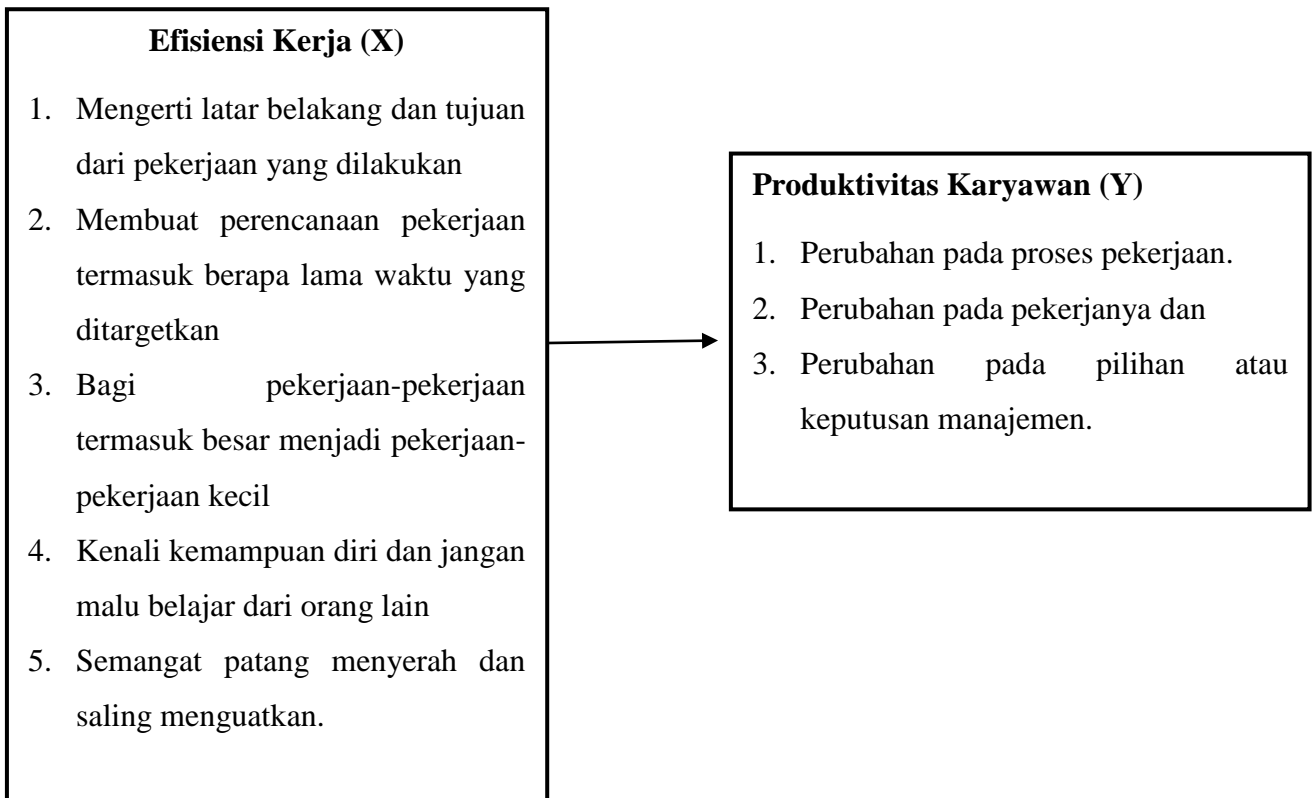 Efisiensi Kerja (X)
1. Mengerti latar belakang dan tujuan
dari pekerjaan yang dilakukan
2. Membuat perencanaan pekerjaan
termasuk berapa lama waktu yang
ditargetkan
3. Bagi pekerjaan-pekerjaan
termasuk besar menjadi pekerjaan-
pekerjaan kecil
4. Kenali kemampuan diri dan jangan
malu belajar dari orang lain
5. Semangat patang menyerah dan
saling menguatkan.
Produktivitas Karyawan (Y)
1. Perubahan pada proses pekerjaan.
2. Perubahan pada pekerjanya dan
3. Perubahan pada pilihan atau
keputusan manajemen.